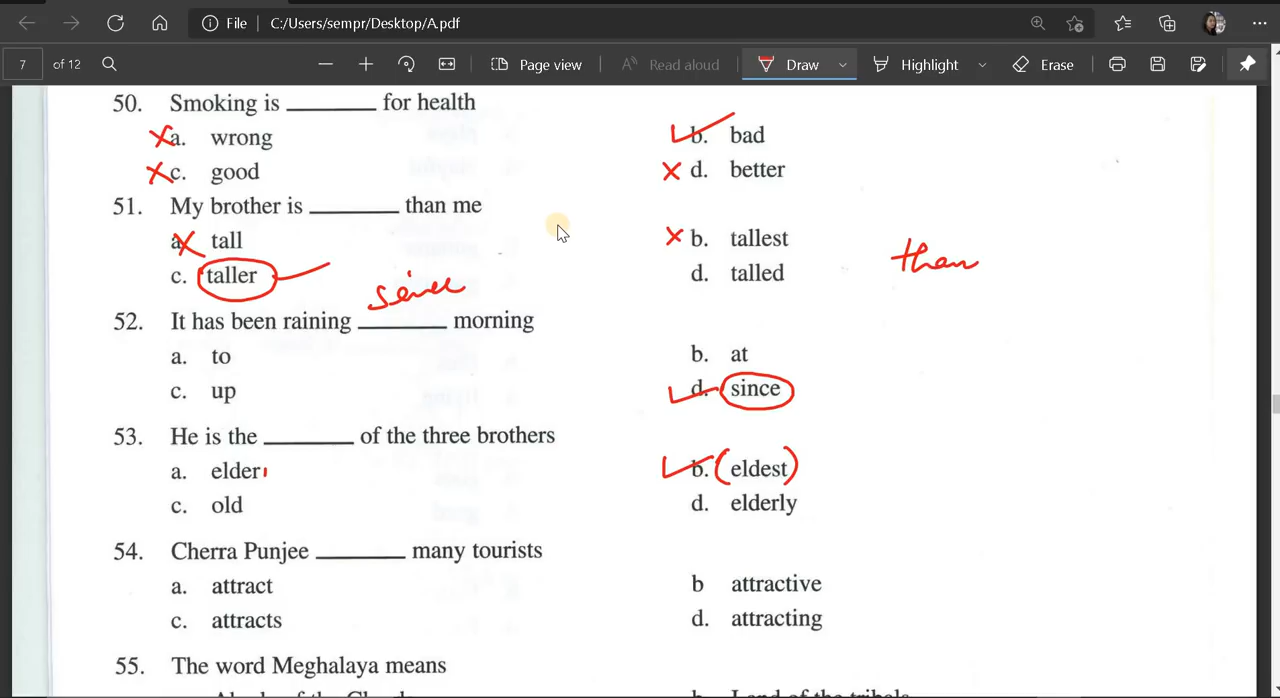 File | C:/Users/sempr/Desktop/A.pdf
7 of 12 Page view Read aloud Draw Highlight Erase
50. Smoking is ________ for health
a. wrong b. bad
c. good d. better
51. My brother is ________ than me
a. tall b. tallest
c. taller d. talled
than
since
52. It has been raining ________ morning
a. to b. at
c. up d. since
53. He is the ________ of the three brothers
a. elder b. eldest
c. old d. elderly
54. Cherra Punjee ________ many tourists
a. attract b attractive
c. attracts d. attracting
55. The word Meghalaya means